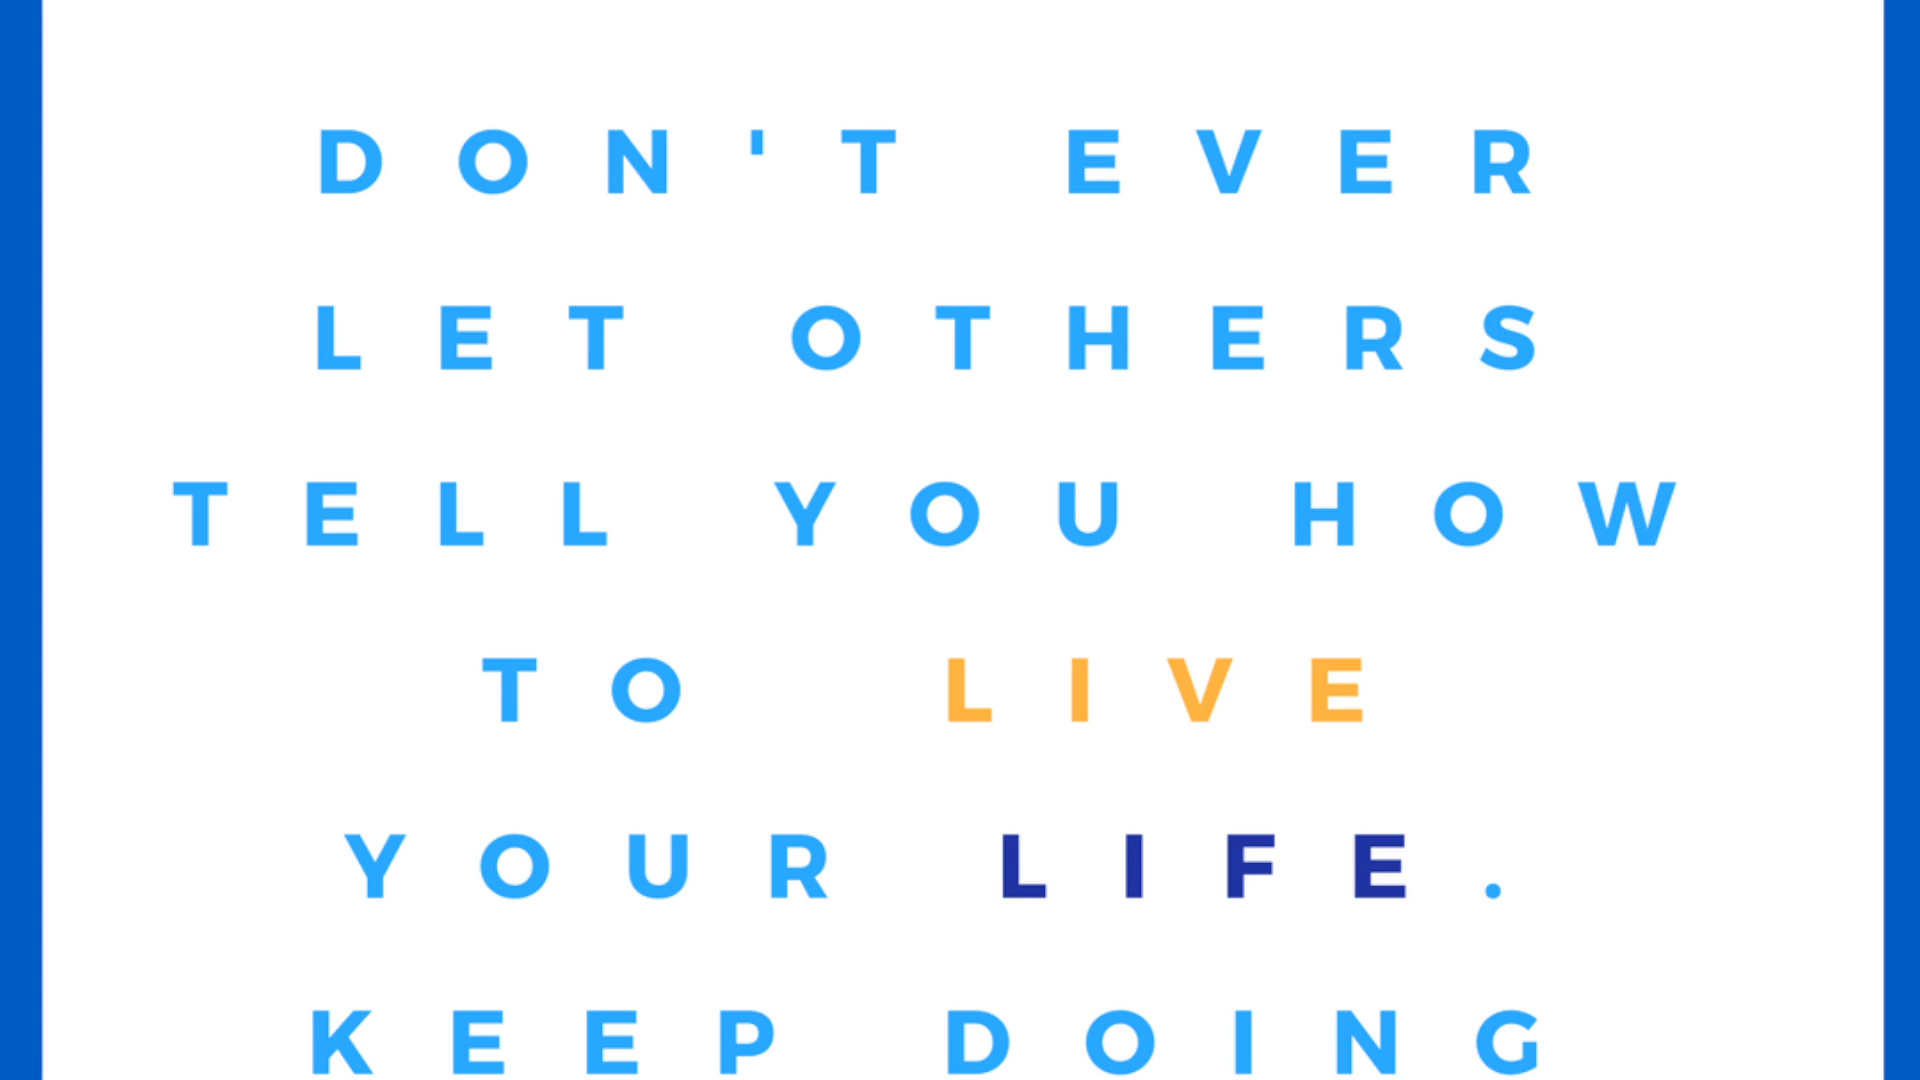 DON'T EVER
LET OTHERS
TELL YOU HOW
TO LIVE
YOUR LIFE.
KEEP DOING